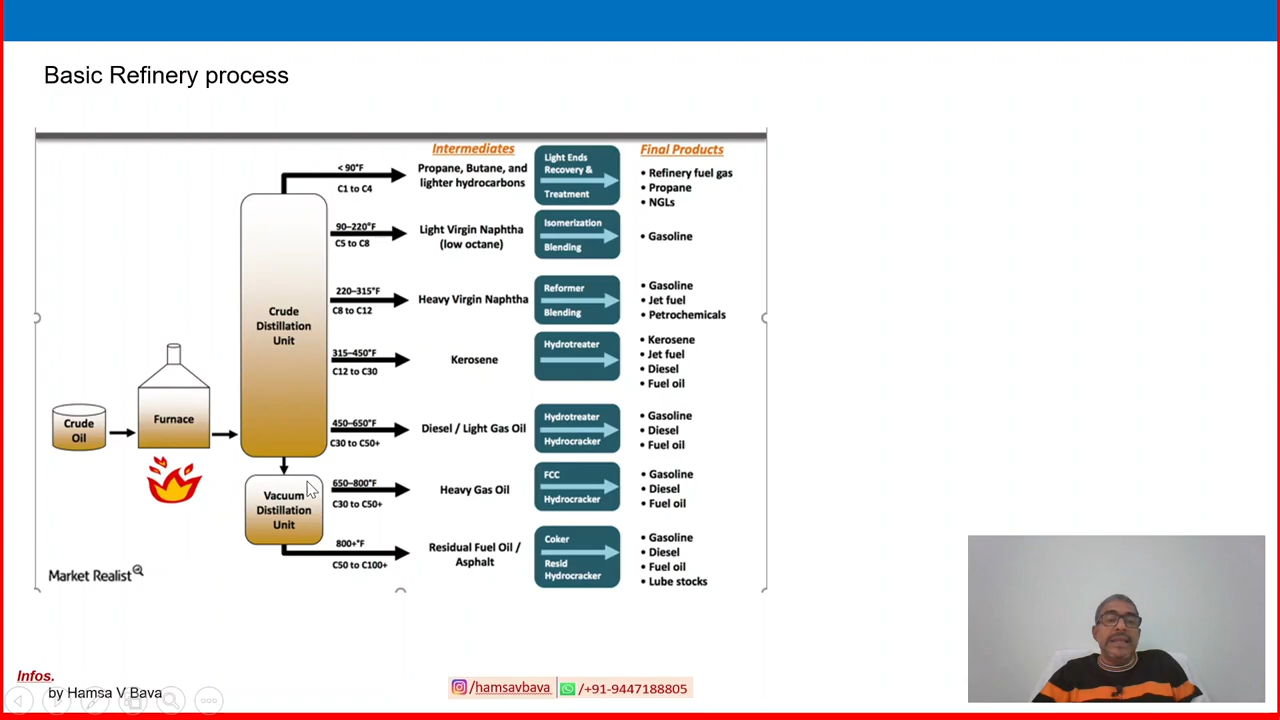 Basic Refinery process
Intermediates
Final Products
< 90°F
C1 to C4
Propane, Butane, and
lighter hydrocarbons
Light Ends
Recovery &
Treatment
• Refinery fuel gas
• Propane
• NGLs
90–220°F
C5 to C8
Light Virgin Naphtha
(low octane)
Isomerization
Blending
• Gasoline
220–315°F
C8 to C12
Heavy Virgin Naphtha
Reformer
Blending
• Gasoline
• Jet fuel
• Petrochemicals
Crude
Distillation
Unit
315–450°F
C12 to C30
Kerosene
Hydrotreater
• Kerosene
• Jet fuel
• Diesel
• Fuel oil
Crude
Oil
Furnace
450–650°F
C30 to C50+
Diesel / Light Gas Oil
Hydrotreater
Hydrocracker
• Gasoline
• Diesel
• Fuel oil
Vacuum
Distillation
Unit
650–800°F
C30 to C50+
Heavy Gas Oil
FCC
Hydrocracker
• Gasoline
• Diesel
• Fuel oil
800+°F
C50 to C100+
Residual Fuel Oil /
Asphalt
Coker
Resid
Hydrocracker
• Gasoline
• Diesel
• Fuel oil
• Lube stocks
Market Realist
Infos.
by Hamsa V Bava
/hamsavbava
/+91-9447188805